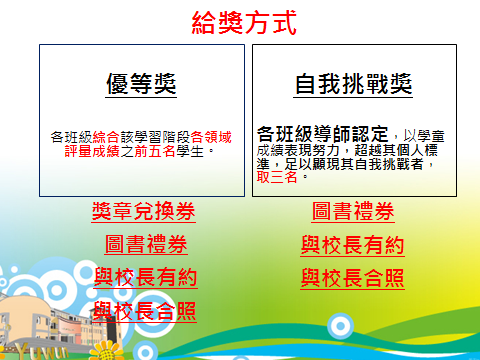 給獎方式
優等獎
各班級綜合該學習階段各領域
評量成績之前五名學生。
自我挑戰獎
各班級導師認定，以學童
成績表現努力，超越其個人標
準，足以顯現其自我挑戰者，
取三名。
獎章兌換券
圖書禮券
與校長有約
與校長合照
圖書禮券
與校長有約
與校長合照